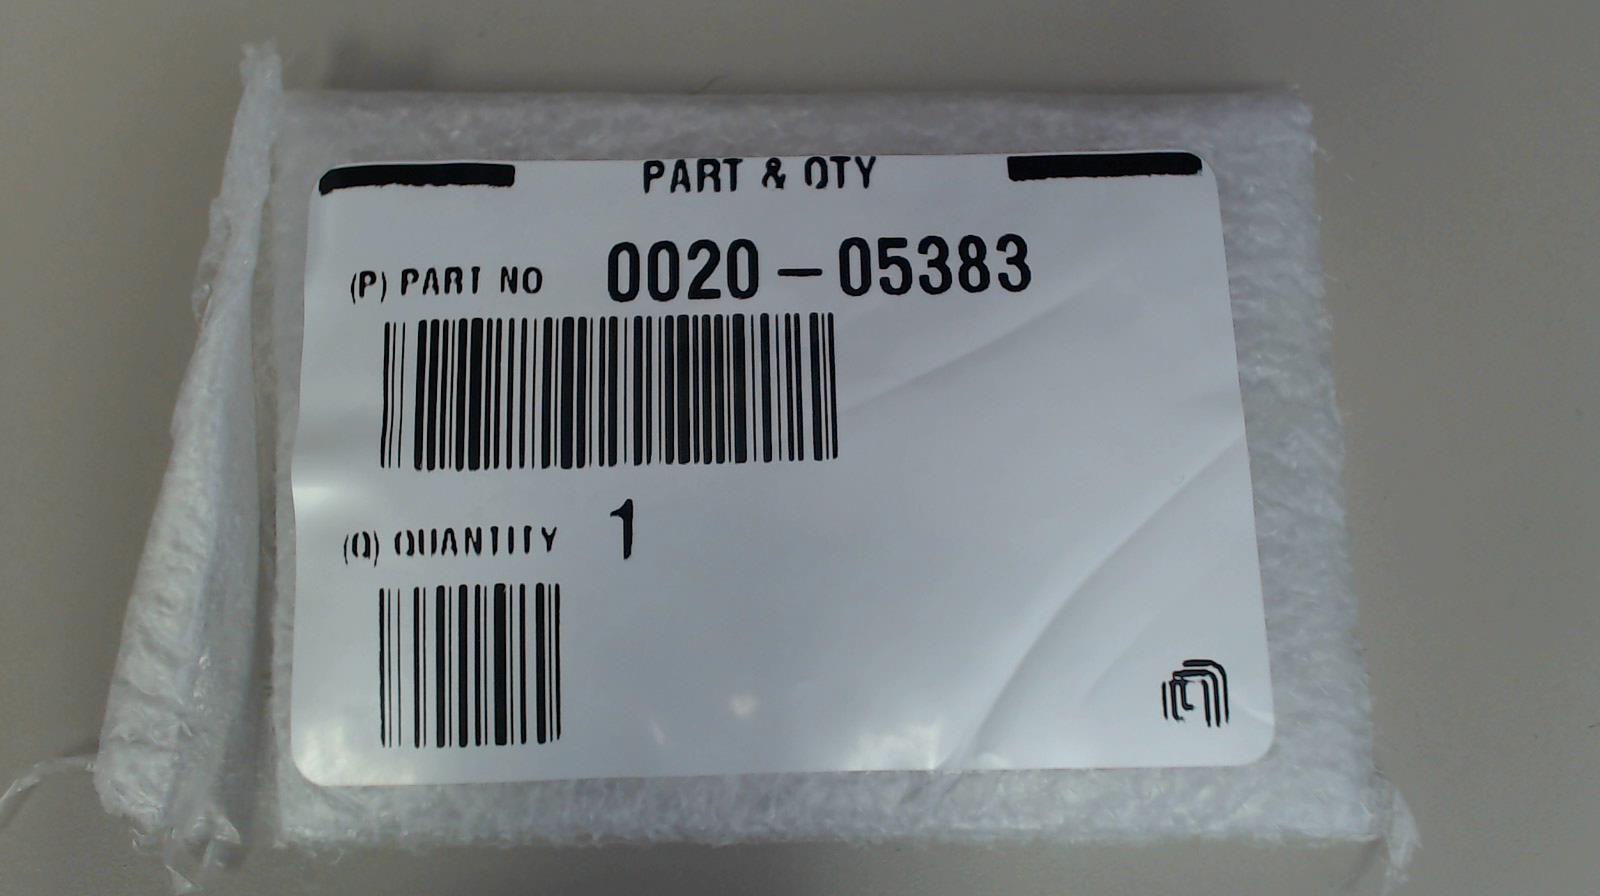 PART & QTY
(P) PART NO 0020-05383
(Q) QUANTITY 1